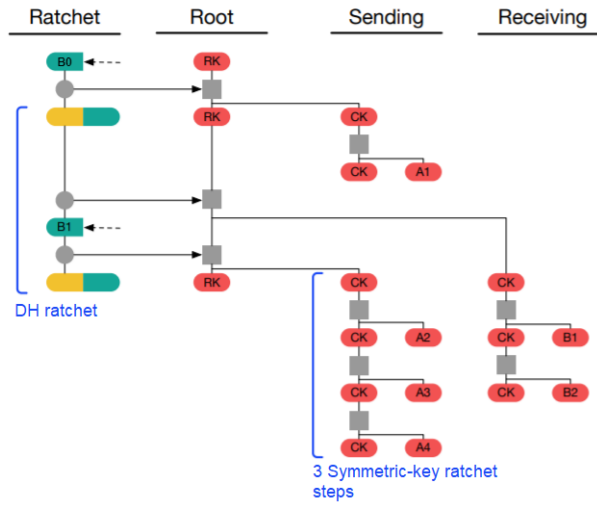 Ratchet Root Sending Receiving
B0 RK
RK CK
CK A1
B1
RK CK CK
DH ratchet
CK A2 CK B1
CK A3 CK B2
CK A4
3 Symmetric-key ratchet
steps